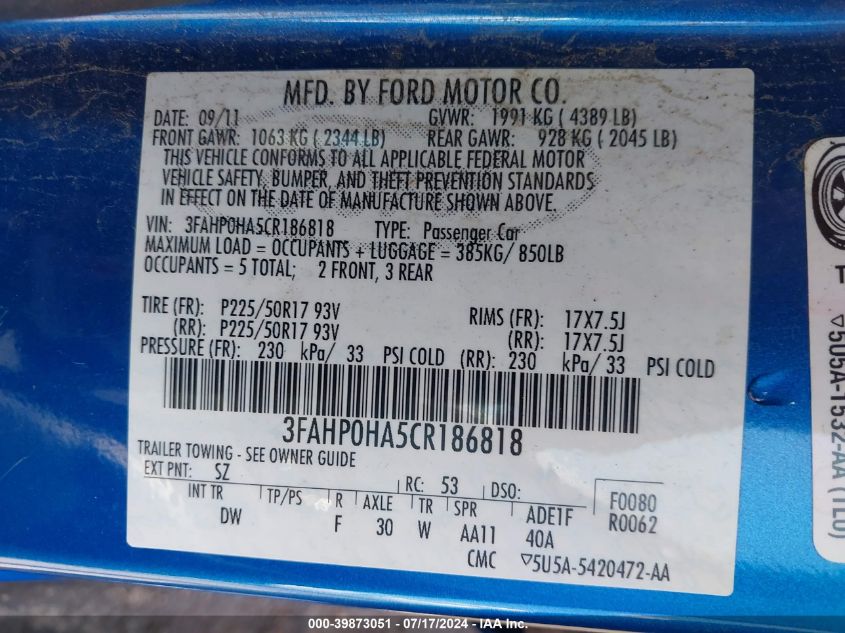 MFD. BY FORD MOTOR CO.
DATE: 09/11 GVWR: 1991 KG ( 4389 LB)
FRONT GAWR: 1063 KG ( 2344 LB) REAR GAWR: 928 KG ( 2045 LB)
THIS VEHICLE CONFORMS TO ALL APPLICABLE FEDERAL MOTOR
VEHICLE SAFETY, BUMPER, AND THEFT PREVENTION STANDARDS
IN EFFECT ON THE DATE OF MANUFACTURE SHOWN ABOVE.
VIN: 3FAHP0HA5CR186818 TYPE: Passenger Car
MAXIMUM LOAD = OCCUPANTS + LUGGAGE = 385KG/ 850LB
OCCUPANTS = 5 TOTAL; 2 FRONT, 3 REAR
TIRE (FR): P225/50R17 93V RIMS (FR): 17X7.5J
(RR): P225/50R17 93V (RR): 17X7.5J
PRESSURE (FR): 230 kPa/ 33 PSI COLD (RR): 230 kPa/ 33 PSI COLD
3FAHP0HA5CR186818
TRAILER TOWING - SEE OWNER GUIDE
EXT PNT: SZ RC: 53 DSO: F0080
INT TR TP/PS R AXLE TR SPR ADE1F R0062
DW F 30 W AA11 40A
CMC ▽5U5A-5420472-AA
T
▽5U5A-1532-AA (TL0)
000-39873051 - 07/17/2024 - IAA Inc.